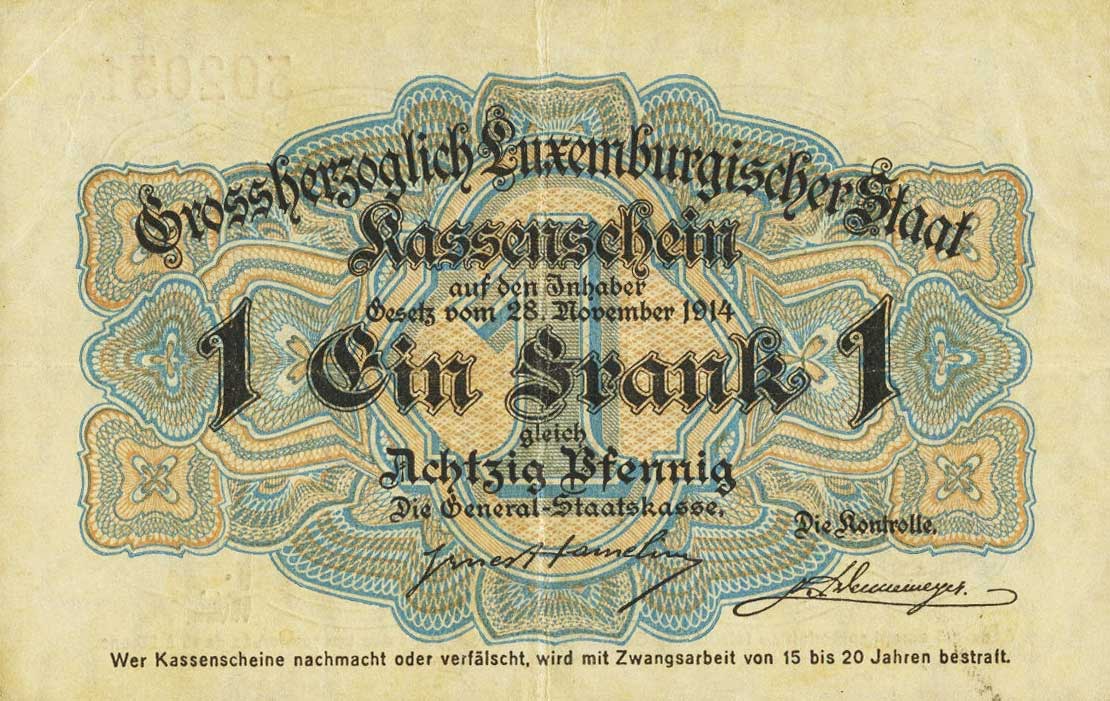 Grossherzoglich Luxemburgischer Staat
Kassenschein
auf den Inhaber
Gesetz vom 28. November 1914
1 Ein Frank 1
gleich
Achtzig Pfennig
Die General-Staatskasse.
Die Kontrolle.
Wer Kassenscheine nachmacht oder verfälscht, wird mit Zwangsarbeit von 15 bis 20 Jahren bestraft.